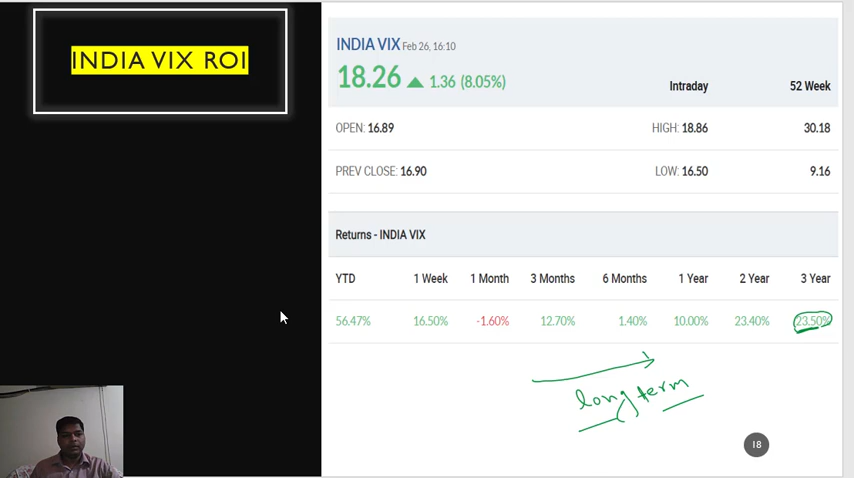 INDIA VIX ROI
INDIA VIX Feb 26, 16:10
18.26 ▲ 1.36 (8.05%) Intraday 52 Week
OPEN: 16.89 HIGH: 18.86 30.18
PREV CLOSE: 16.90 LOW: 16.50 9.16
Returns - INDIA VIX
YTD 1 Week 1 Month 3 Months 6 Months 1 Year 2 Year 3 Year
56.47% 16.50% -1.60% 12.70% 1.40% 10.00% 23.40% 23.50%
long term
18